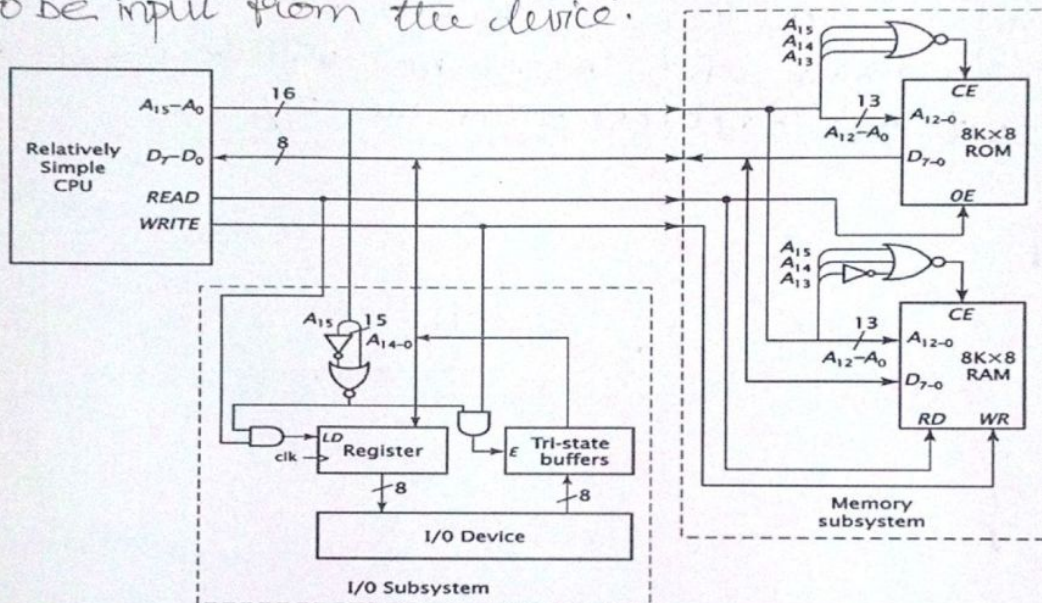 to be input from the device.
A15
A14
A13
CE
16
13
A15–A0
A12–A0
A12-0
8K×8
ROM
Relatively
Simple
CPU
D7–D0
8
D7-0
READ
OE
WRITE
A15
A14
A13
CE
A15
15
A14-0
13
A12–A0
A12-0
8K×8
RAM
D7-0
RD WR
LD
Register
clk
E
Tri-state
buffers
8
8
I/O Device
Memory
subsystem
I/O Subsystem